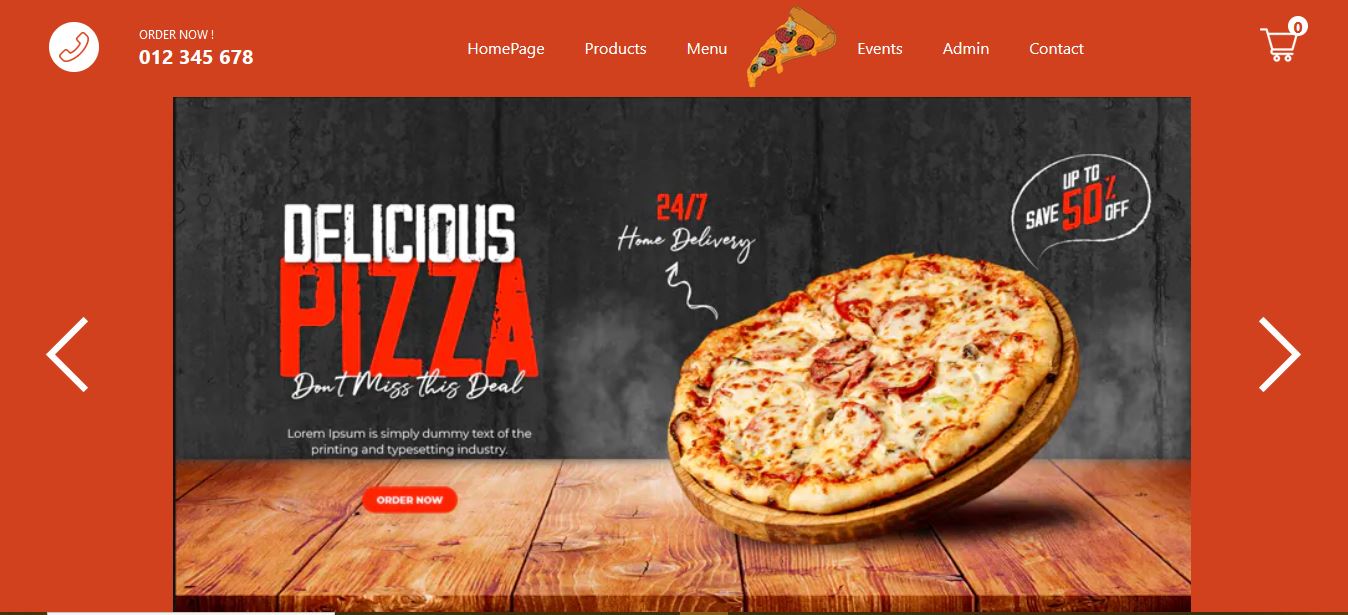 ORDER NOW !
012 345 678
HomePage
Products
Menu
Events
Admin
Contact
0
DELICIOUS
PIZZA
Don't Miss this Deal
Lorem Ipsum is simply dummy text of the
printing and typesetting industry.
ORDER NOW
24/7
Home Delivery
UP TO
SAVE 50% OFF